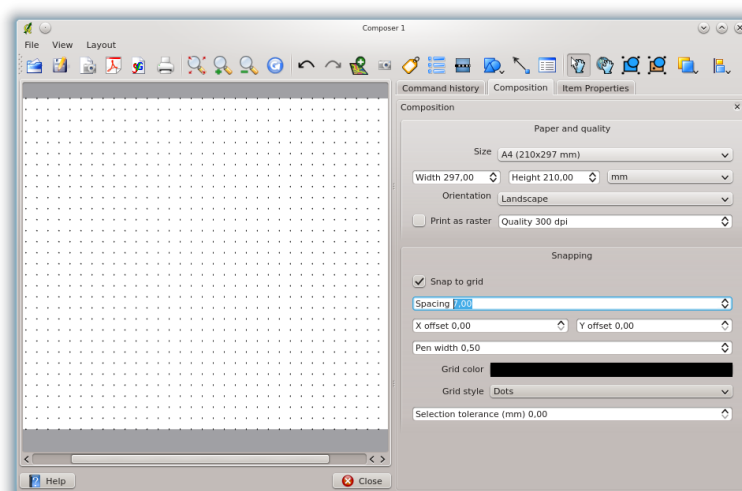 Composer 1
File View Layout
Command history Composition Item Properties
Composition
Paper and quality
Size A4 (210x297 mm)
Width 297,00 Height 210,00 mm
Orientation Landscape
Print as raster Quality 300 dpi
Snapping
Snap to grid
Spacing 7,00
X offset 0,00 Y offset 0,00
Pen width 0,50
Grid color
Grid style Dots
Selection tolerance (mm) 0,00
Help Close